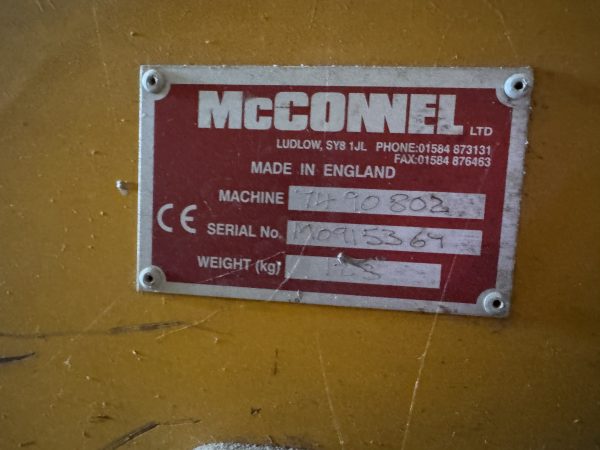 McCONNEL LTD
LUDLOW, SY8 1JL PHONE:01584 873131
FAX:01584 876463
MADE IN ENGLAND
MACHINE 7490802
CE SERIAL No. M0915364
WEIGHT (kg)